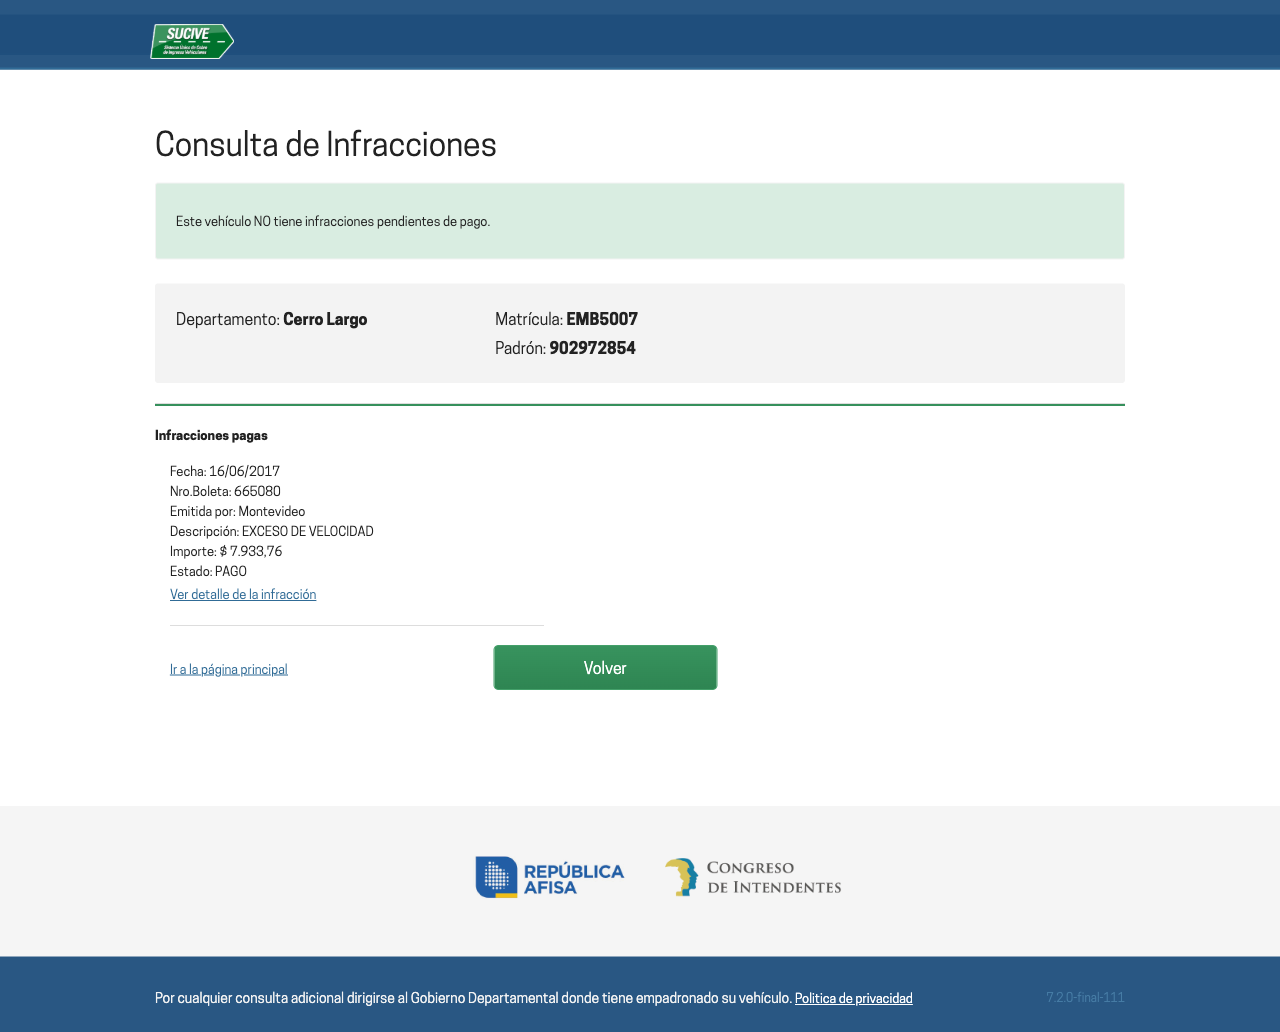 SUCIVE
Sistema Único de Cobro
de Ingresos Vehiculares
Consulta de Infracciones
Este vehículo NO tiene infracciones pendientes de pago.
Departamento: Cerro Largo
Matrícula: EMB5007
Padrón: 902972854
Infracciones pagas
Fecha: 16/06/2017
Nro.Boleta: 665080
Emitida por: Montevideo
Descripción: EXCESO DE VELOCIDAD
Importe: $ 7.933,76
Estado: PAGO
Ver detalle de la infracción
Ir a la página principal
Volver
REPÚBLICA
AFISA
CONGRESO
DE INTENDENTES
Por cualquier consulta adicional dirigirse al Gobierno Departamental donde tiene empadronado su vehículo. Politica de privacidad
7.2.0-final-111